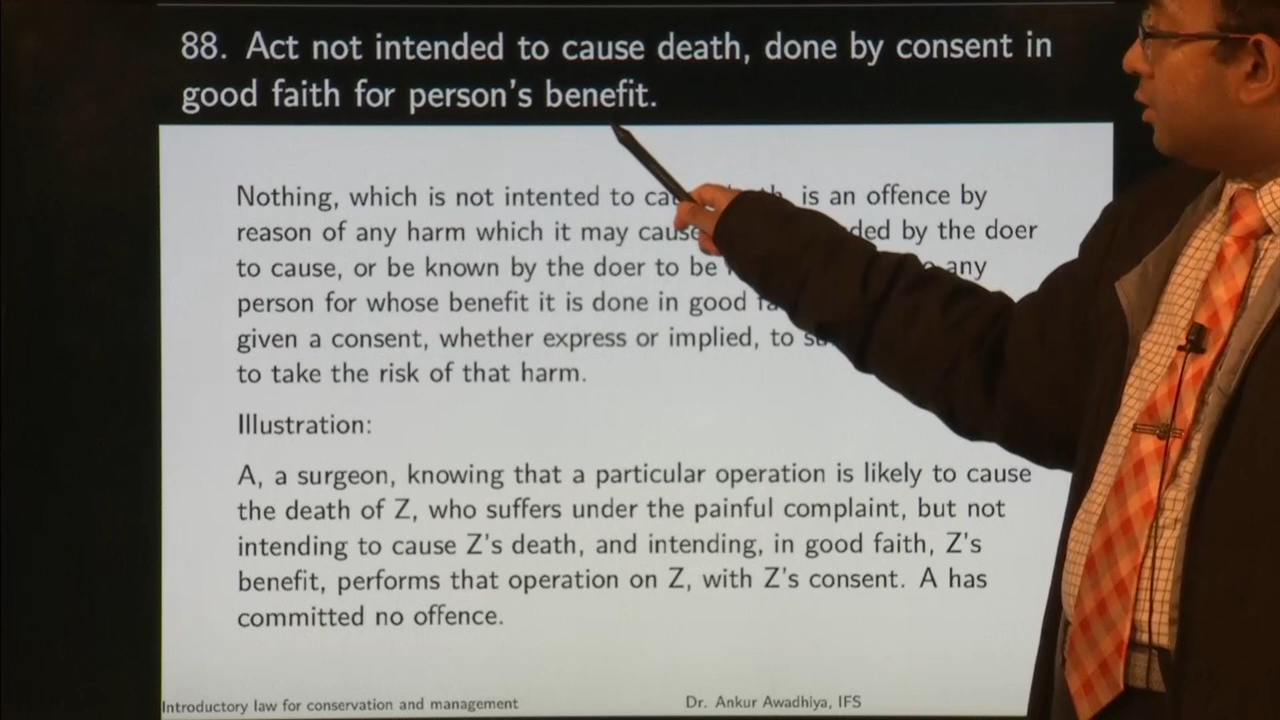 88. Act not intended to cause death, done by consent in
good faith for person's benefit.
Nothing, which is not intented to is an offence by
reason of any harm which it may cause by the doer
to cause, or be known by the doer to be any
person for whose benefit it is done in good
given a consent, whether express or implied, to
to take the risk of that harm.
Illustration:
A, a surgeon, knowing that a particular operation is likely to cause
the death of Z, who suffers under the painful complaint, but not
intending to cause Z's death, and intending, in good faith, Z's
benefit, performs that operation on Z, with Z's consent. A has
committed no offence.
Introductory law for conservation and management
Dr. Ankur Awadhiya, IFS